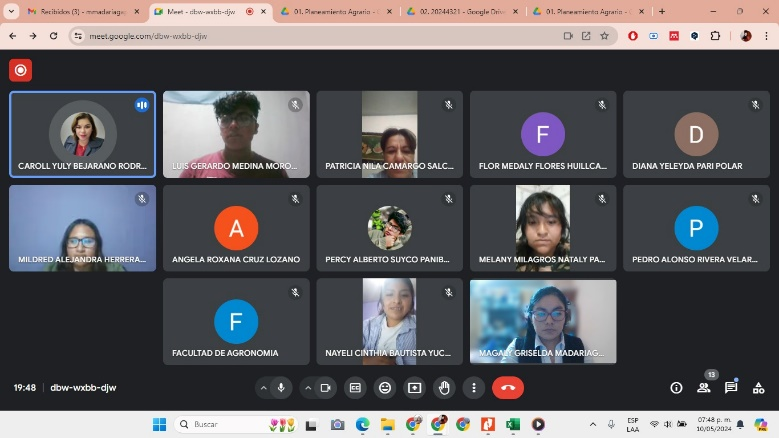 Recibidos (3) - mmadariaga
Meet - dbw-wxbb-djw
01. Planeamiento Agrario -
02. 20244321 - Google Driv
01. Planeamiento Agrario -
meet.google.com/dbw-wxbb-djw
CAROLL YULY BEJARANO RODR...
LUIS GERARDO MEDINA MORO...
PATRICIA NILA CAMARGO SALC...
F
FLOR MEDALY FLORES HUILLCA...
D
DIANA YELEYDA PARI POLAR
MILDRED ALEJANDRA HERRERA...
A
ANGELA ROXANA CRUZ LOZANO
PERCY ALBERTO SUYCO PANIB...
MELANY MILAGROS NATALY PA...
P
PEDRO ALONSO RIVERA VELAR...
F
FACULTAD DE AGRONOMIA
NAYELI CINTHIA BAUTISTA YUC...
MAGALY GRISELDA MADARIAG...
19:48 | dbw-wxbb-djw
13
Buscar
ESP
LAA
07:48 p. m.
10/05/2024